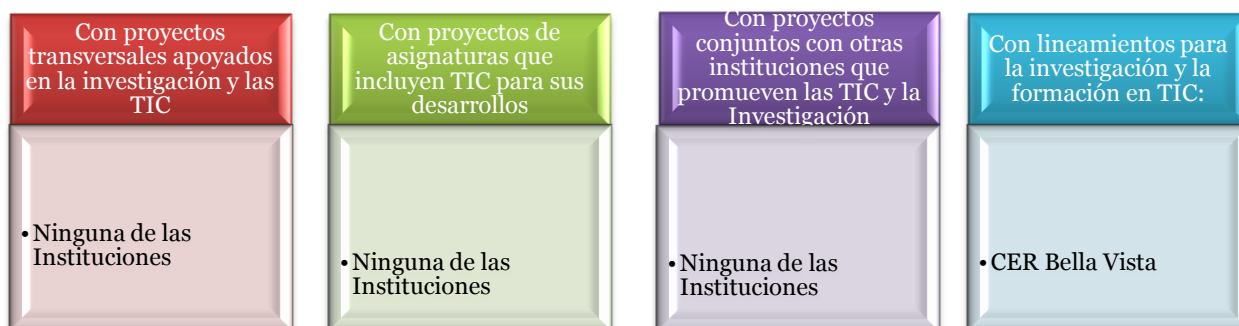 Con proyectos
transversales apoyados
en la investigación y las
TIC
• Ninguna de las
Instituciones
Con proyectos de
asignaturas que
incluyen TIC para sus
desarrollos
• Ninguna de las
Instituciones
Con proyectos
conjuntos con otras
instituciones que
promueven las TIC y la
Investigación
• Ninguna de las
Instituciones
Con lineamientos para
la investigación y la
formación en TIC:
• CER Bella Vista